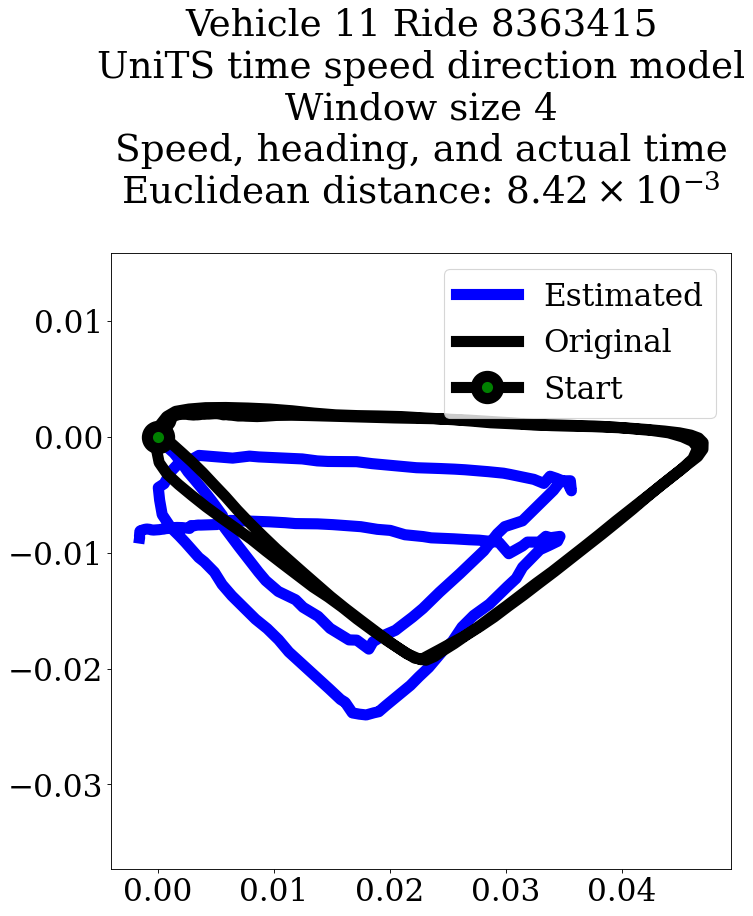 Vehicle 11 Ride 8363415
UniTS time speed direction model
Window size 4
Speed, heading, and actual time
Euclidean distance: 8.42 × 10⁻³
Estimated
Original
Start
0.01
0.00
−0.01
−0.02
−0.03
0.00 0.01 0.02 0.03 0.04